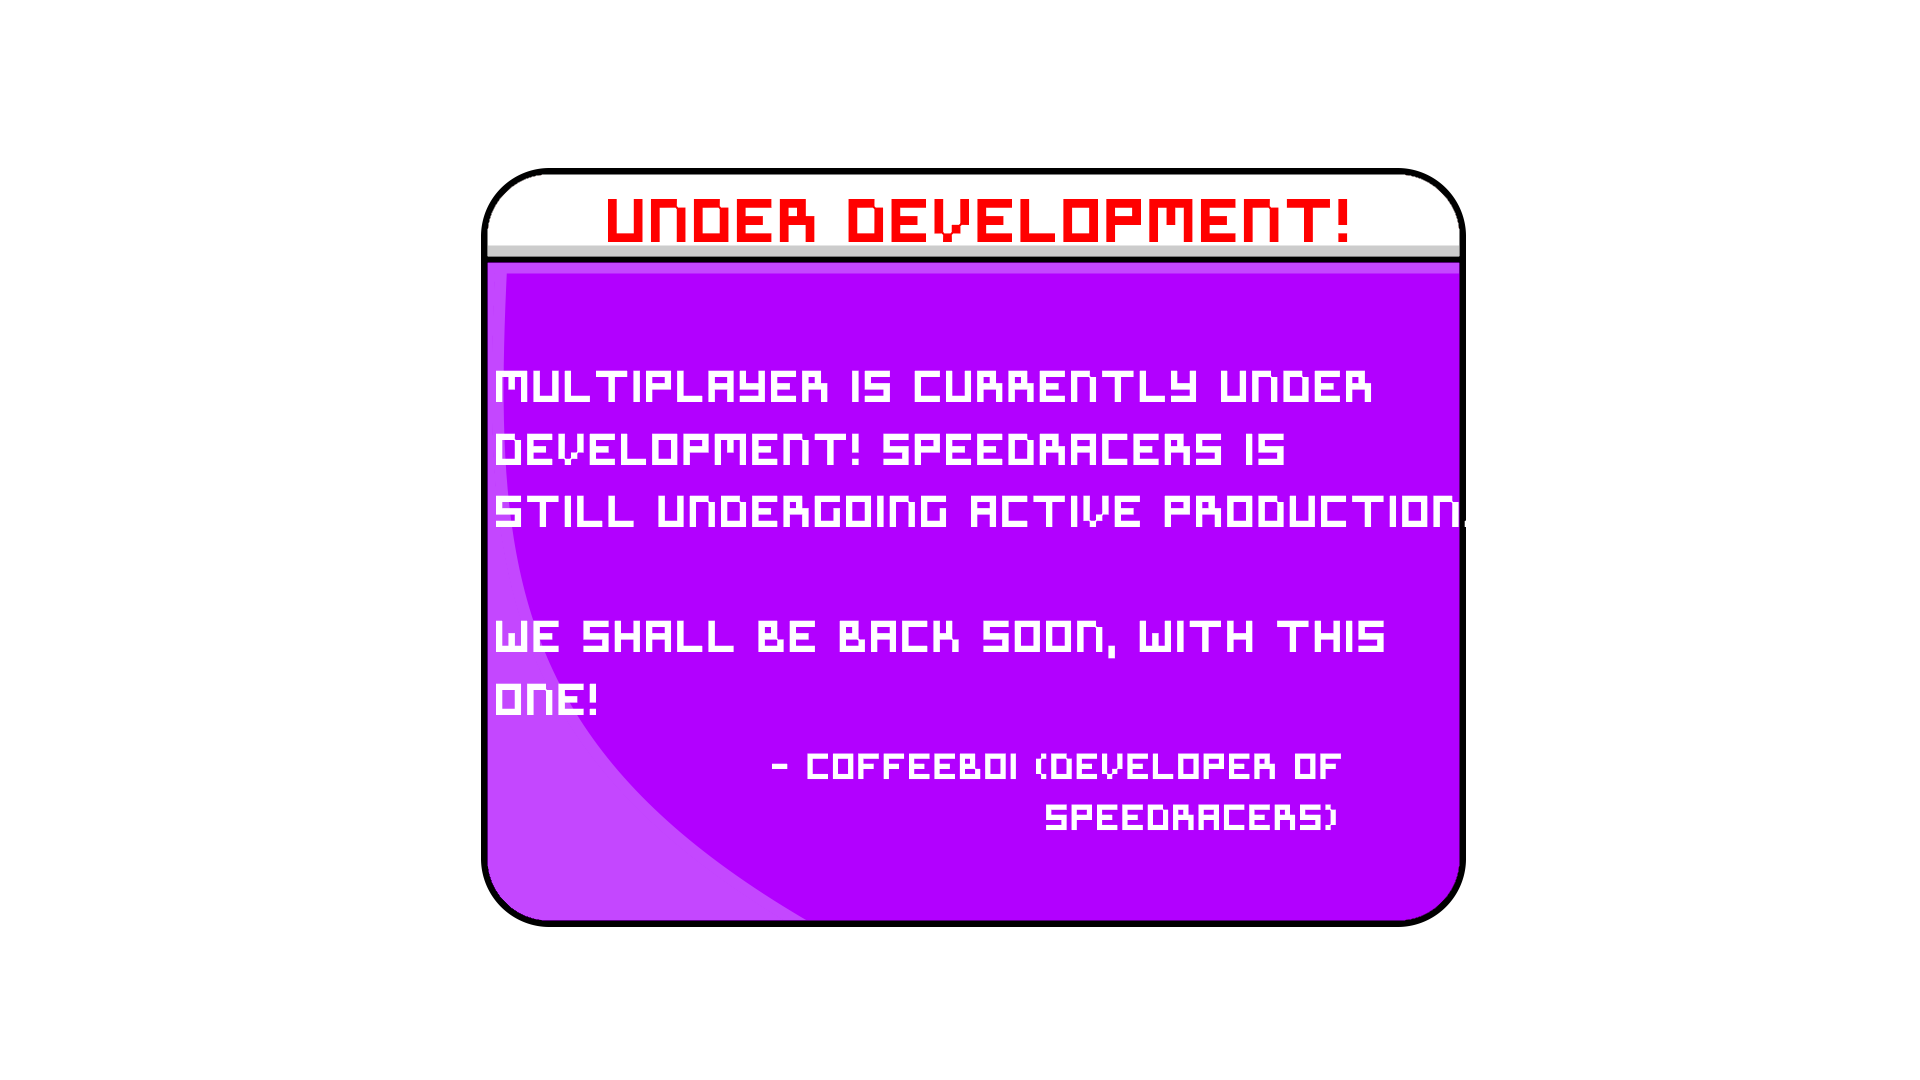 UNDER DEVELOPMENT!
MULTIPLAYER IS CURRENTLY UNDER
DEVELOPMENT! SPEEDRACERS IS
STILL UNDERGOING ACTIVE PRODUCTION.
WE SHALL BE BACK SOON, WITH THIS
ONE!
- COFFEEBOI (DEVELOPER OF
SPEEDRACERS)